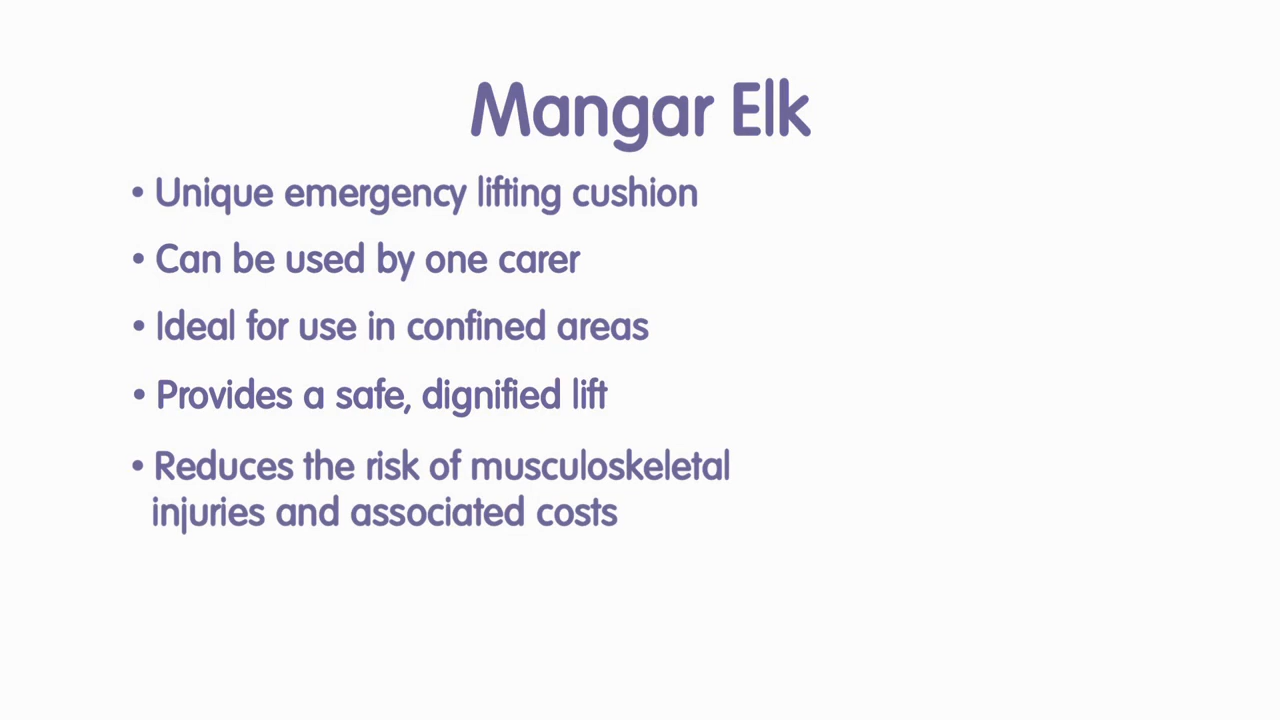 Mangar Elk
• Unique emergency lifting cushion
• Can be used by one carer
• Ideal for use in confined areas
• Provides a safe, dignified lift
• Reduces the risk of musculoskeletal
injuries and associated costs